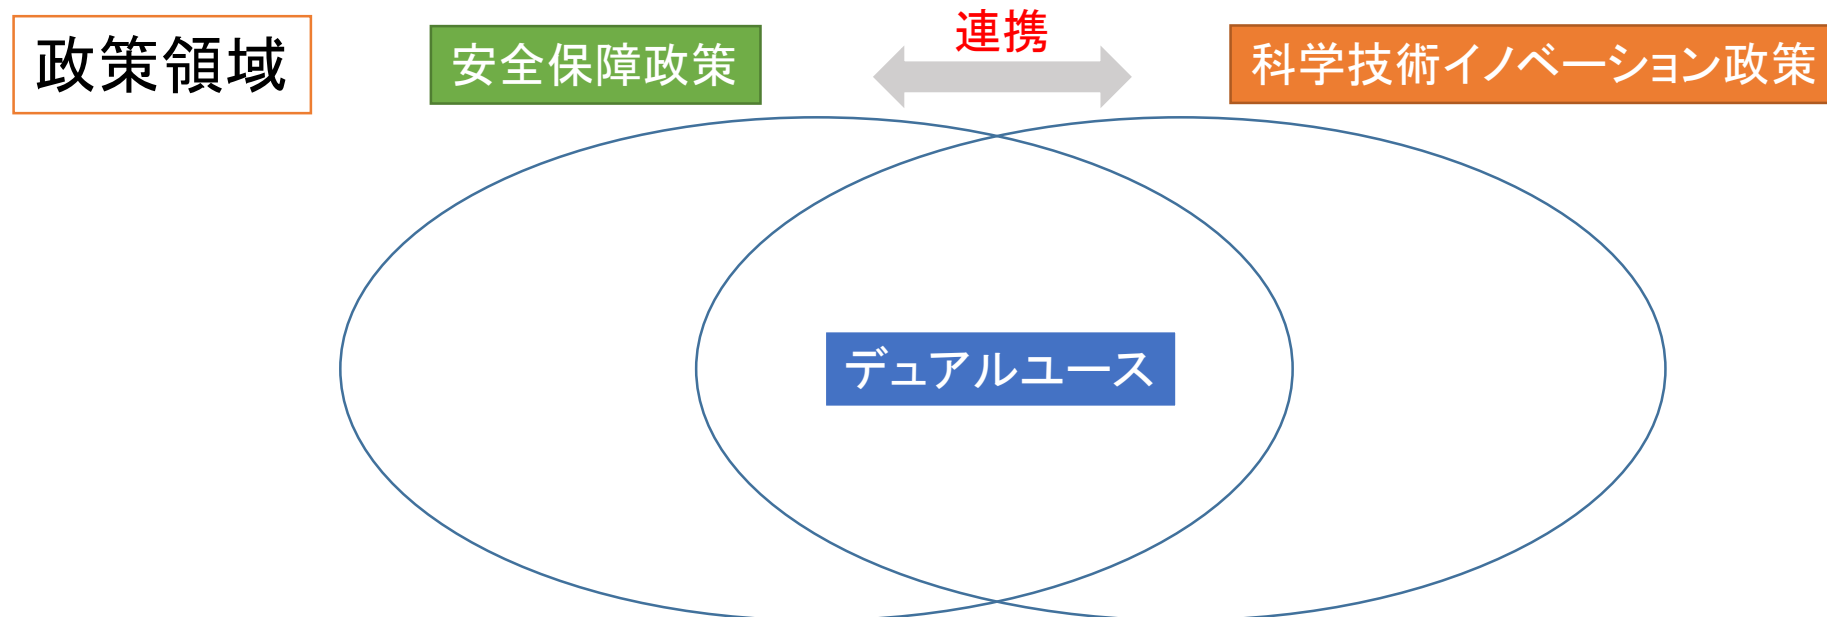 政策領域
安全保障政策
連携
科学技術イノベーション政策
デュアルユース